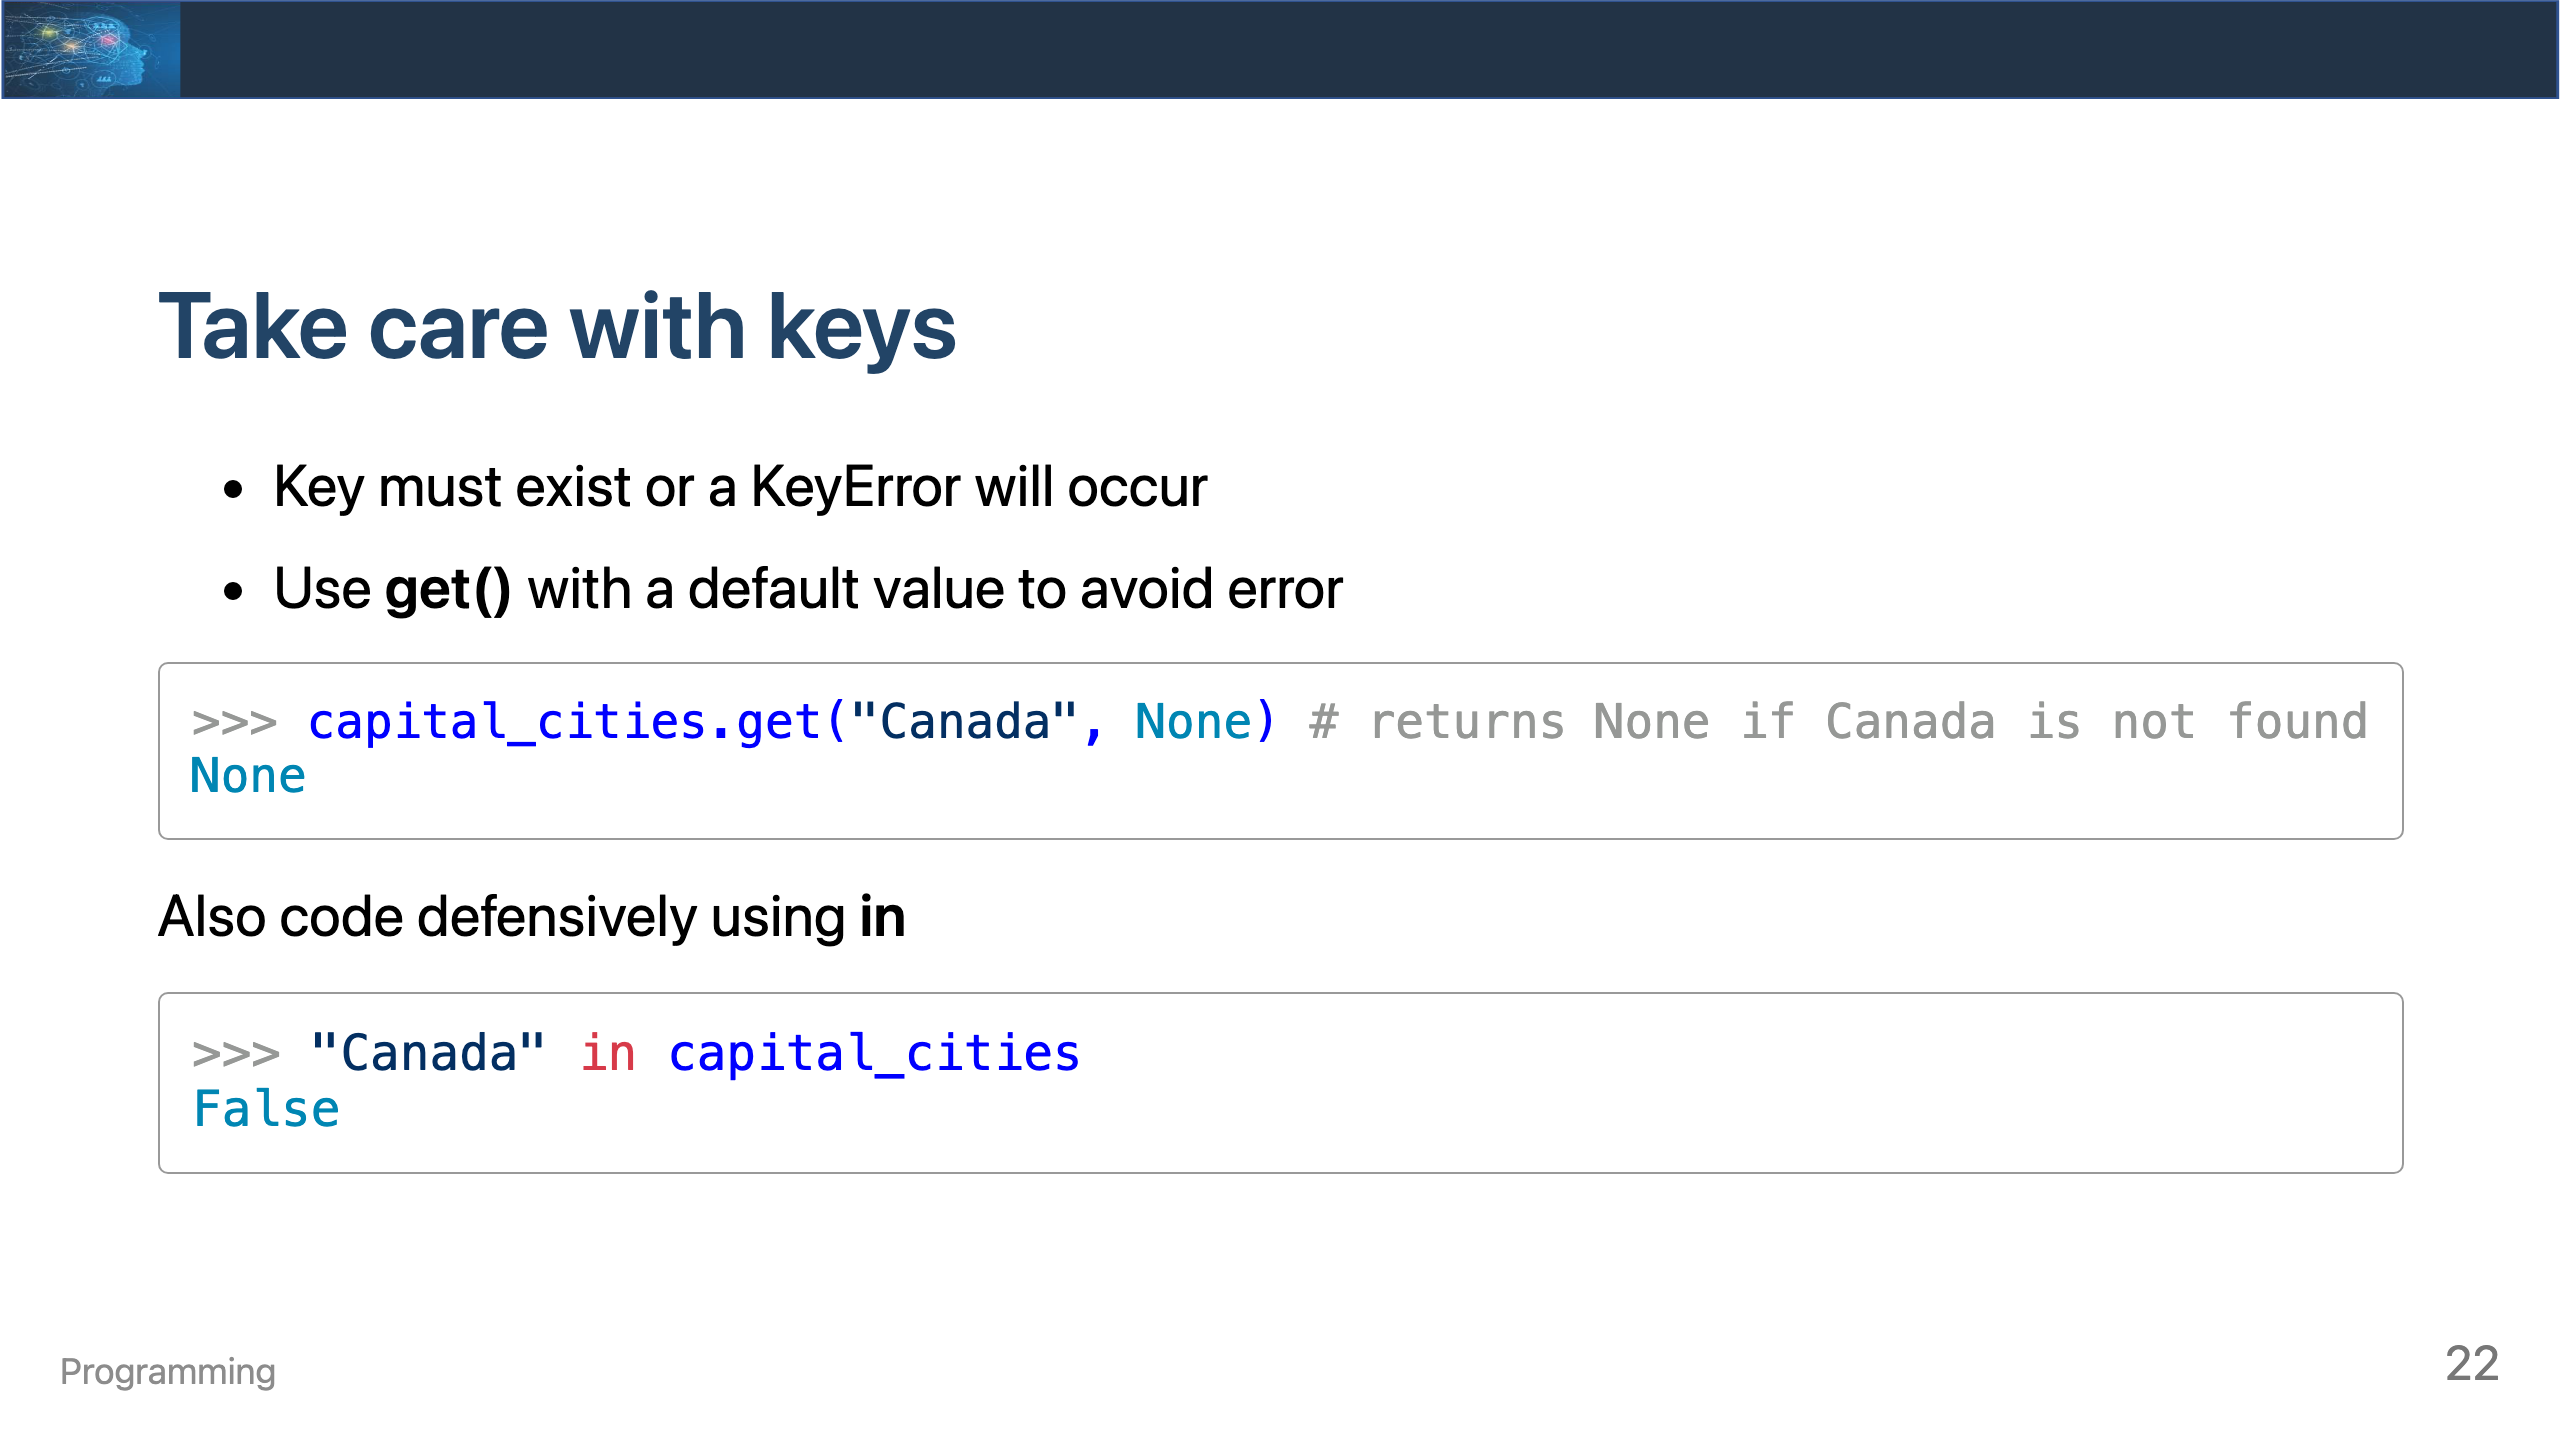 Take care with keys
• Key must exist or a KeyError will occur
• Use get() with a default value to avoid error
>>> capital_cities.get("Canada", None) # returns None if Canada is not found
None
Also code defensively using in
>>> "Canada" in capital_cities
False
Programming
22